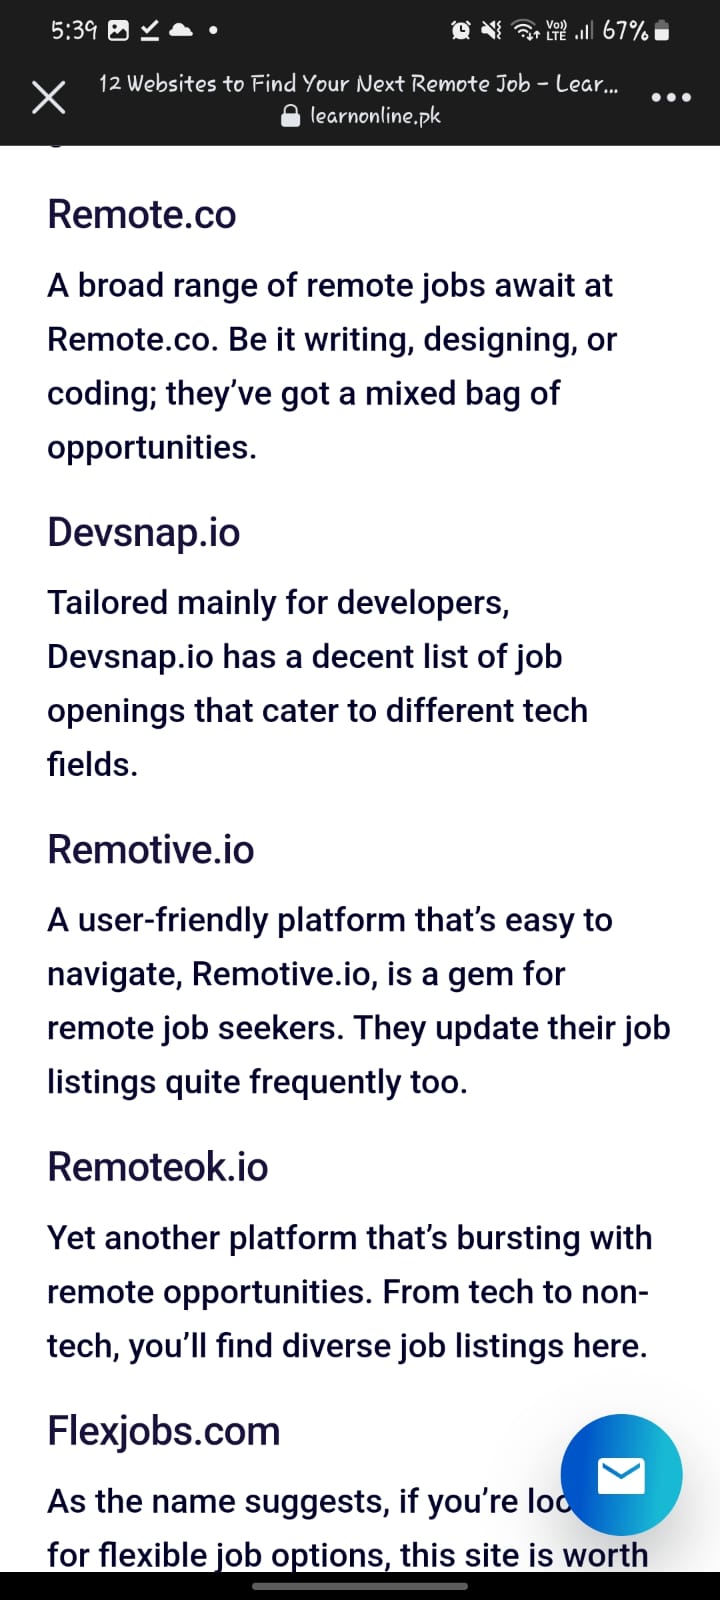 5:39
Vo)) LTE 67%
12 Websites to Find Your Next Remote Job – Lear...
learnonline.pk
Remote.co
A broad range of remote jobs await at
Remote.co. Be it writing, designing, or
coding; they’ve got a mixed bag of
opportunities.
Devsnap.io
Tailored mainly for developers,
Devsnap.io has a decent list of job
openings that cater to different tech
fields.
Remotive.io
A user-friendly platform that’s easy to
navigate, Remotive.io, is a gem for
remote job seekers. They update their job
listings quite frequently too.
Remoteok.io
Yet another platform that’s bursting with
remote opportunities. From tech to non-
tech, you’ll find diverse job listings here.
Flexjobs.com
As the name suggests, if you’re
for flexible job options, this site is worth